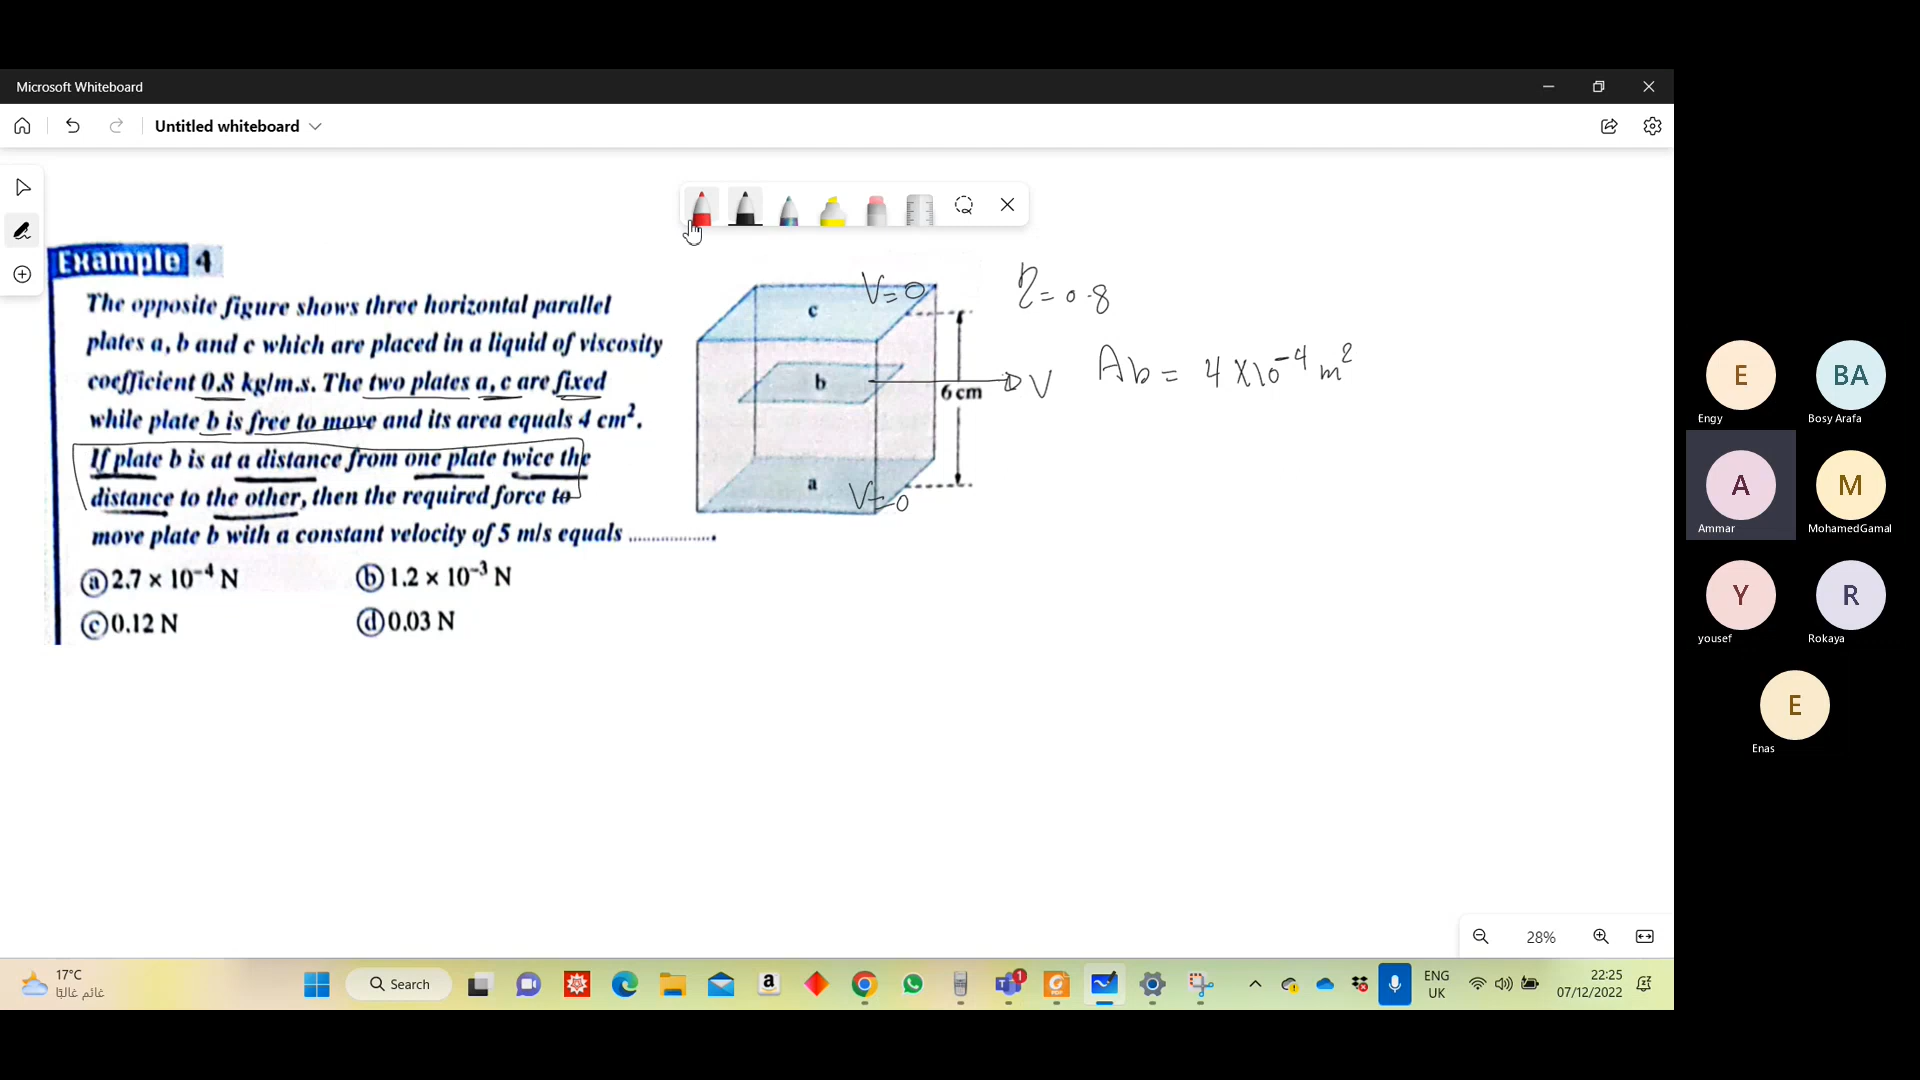 Microsoft Whiteboard
Untitled whiteboard
Example 4
The opposite figure shows three horizontal parallel
plates a, b and c which are placed in a liquid of viscosity
coefficient 0.8 kg/m.s. The two plates a, c are fixed
while plate b is free to move and its area equals 4 cm².
If plate b is at a distance from one plate twice the
distance to the other, then the required force to
move plate b with a constant velocity of 5 m/s equals .................
ⓐ 2.7 × 10⁻⁴ N ⓑ 1.2 × 10⁻³ N
ⓒ 0.12 N ⓓ 0.03 N
c
V=0
b
V
6 cm
a
V=0
η=0.8
Ab = 4 X10⁻⁴ m²
E
Engy
BA
Bosy Arafa
A
Ammar
M
MohamedGamal
Y
yousef
R
Rokaya
E
Enas
28%
17°C
غائم غالبًا
Search
a
1
ENG
UK
22:25
07/12/2022